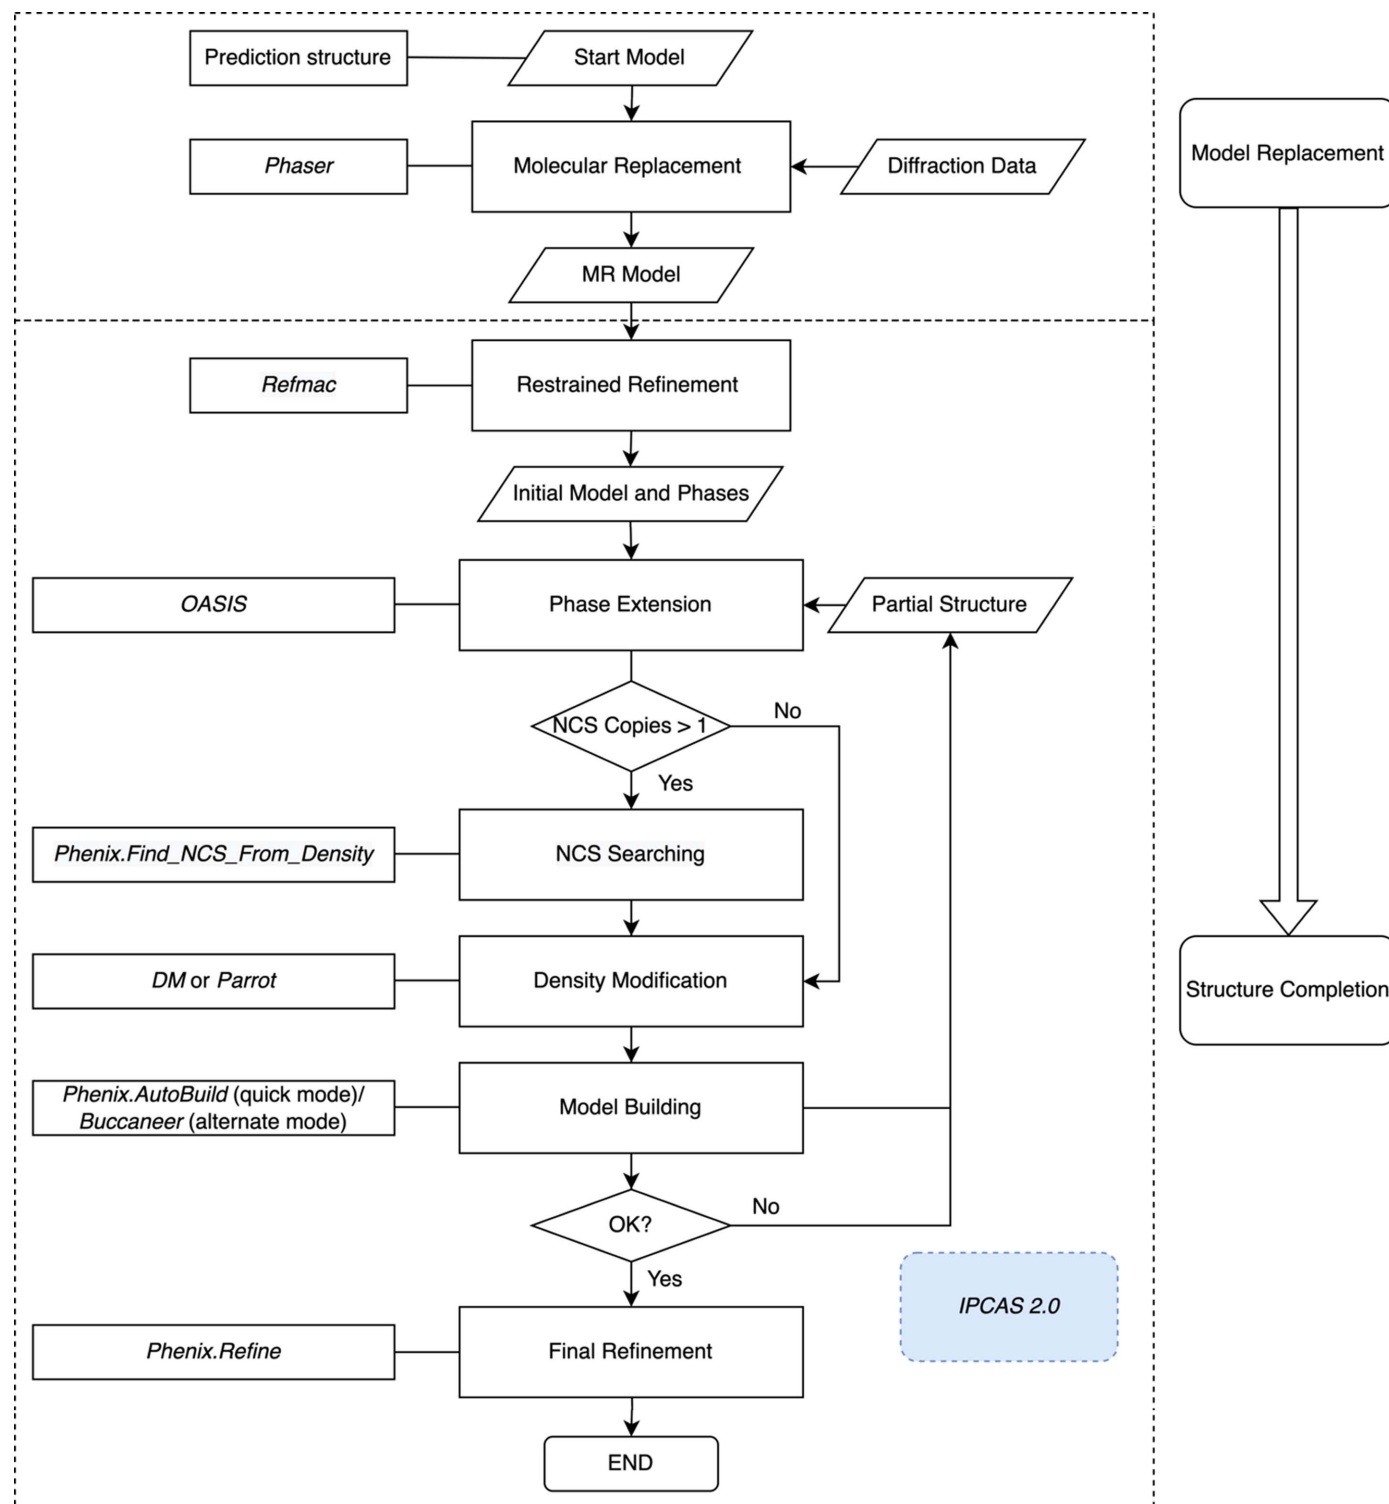 Prediction structure
Start Model
Phaser
Molecular Replacement
Diffraction Data
Model Replacement
MR Model
Refmac
Restrained Refinement
Initial Model and Phases
OASIS
Phase Extension
Partial Structure
NCS Copies > 1
No
Yes
Phenix.Find_NCS_From_Density
NCS Searching
DM or Parrot
Density Modification
Structure Completion
Phenix.AutoBuild (quick mode)/
Buccaneer (alternate mode)
Model Building
OK?
No
Yes
IPCAS 2.0
Phenix.Refine
Final Refinement
END